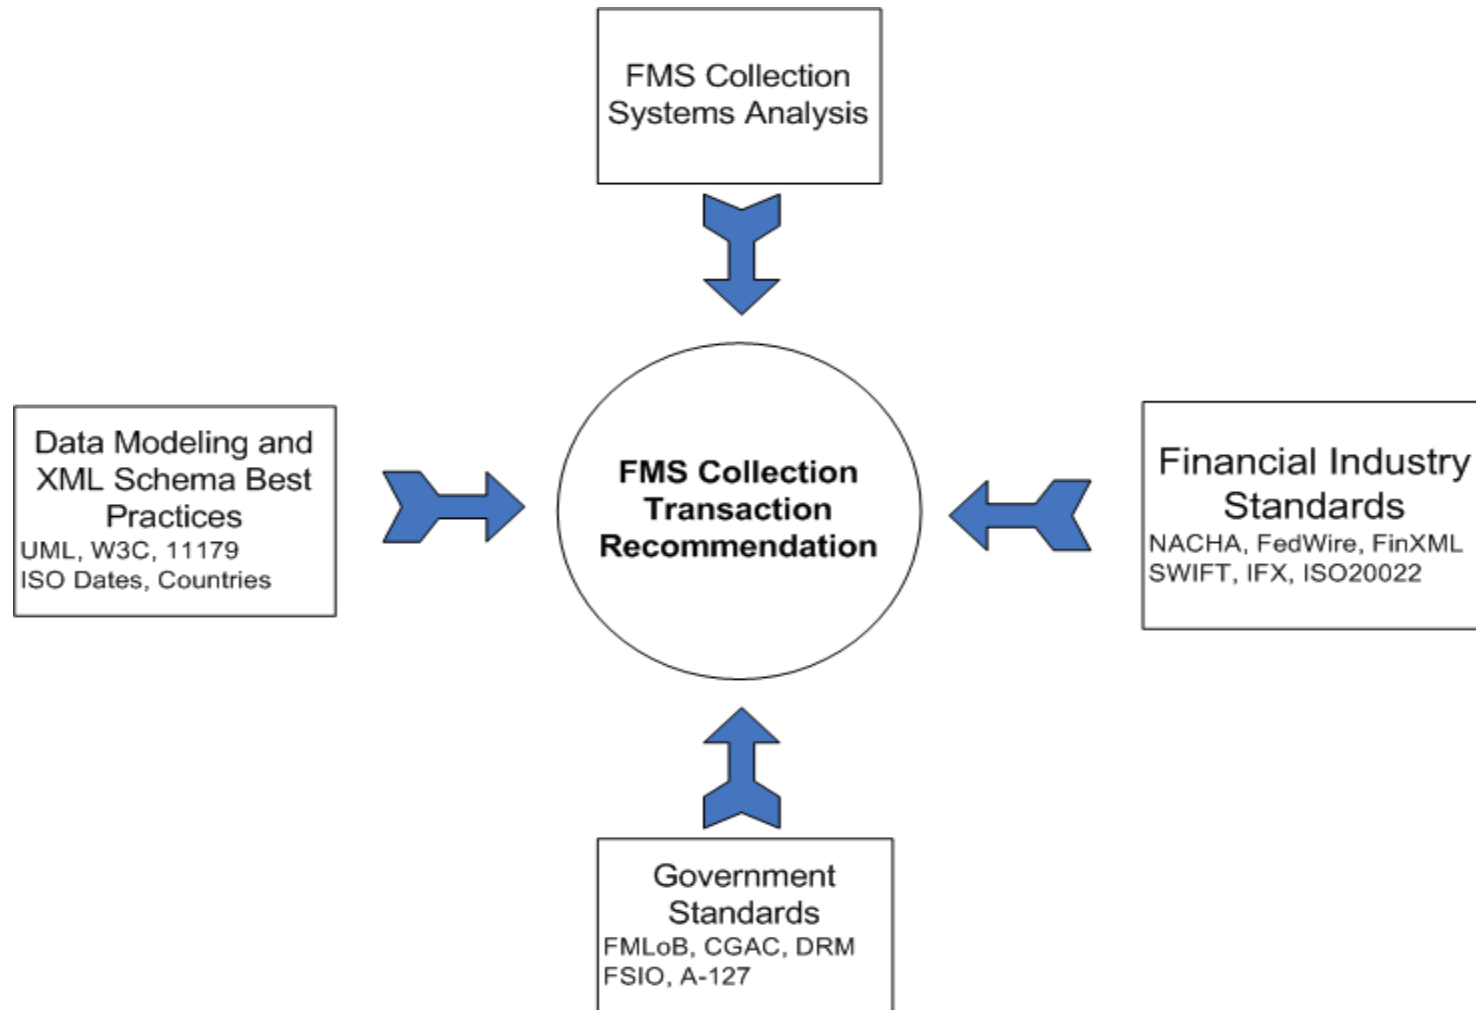 FMS Collection
Systems Analysis
Data Modeling and
XML Schema Best
Practices
UML, W3C, 11179
ISO Dates, Countries
FMS Collection
Transaction
Recommendation
Financial Industry
Standards
NACHA, FedWire, FinXML
SWIFT, IFX, ISO20022
Government
Standards
FMLoB, CGAC, DRM
FSIO, A-127